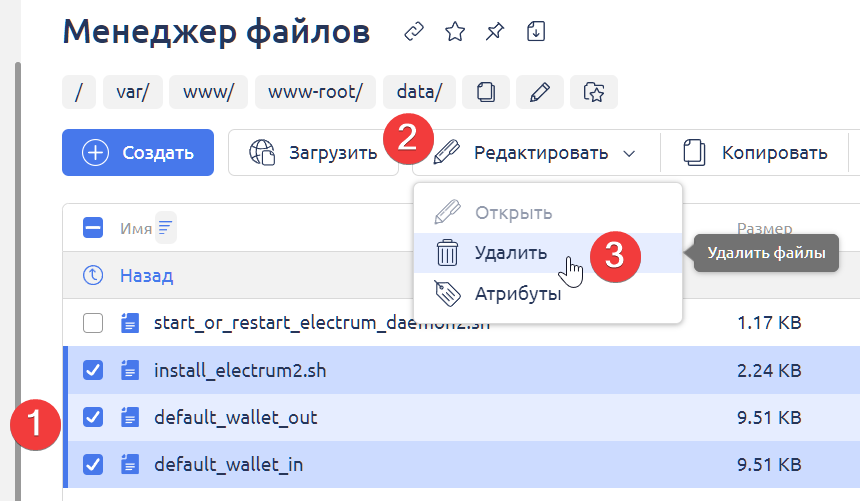 Менеджер файлов
/ var/ www/ www-root/ data/
2
Создать Загрузить Редактировать Копировать
Открыть
Имя Размер
Удалить 3 Удалить файлы
Назад
Атрибуты
start_or_restart_electrum_daemon2.sh 1.17 KB
install_electrum2.sh 2.24 KB
1
default_wallet_out 9.51 KB
default_wallet_in 9.51 KB